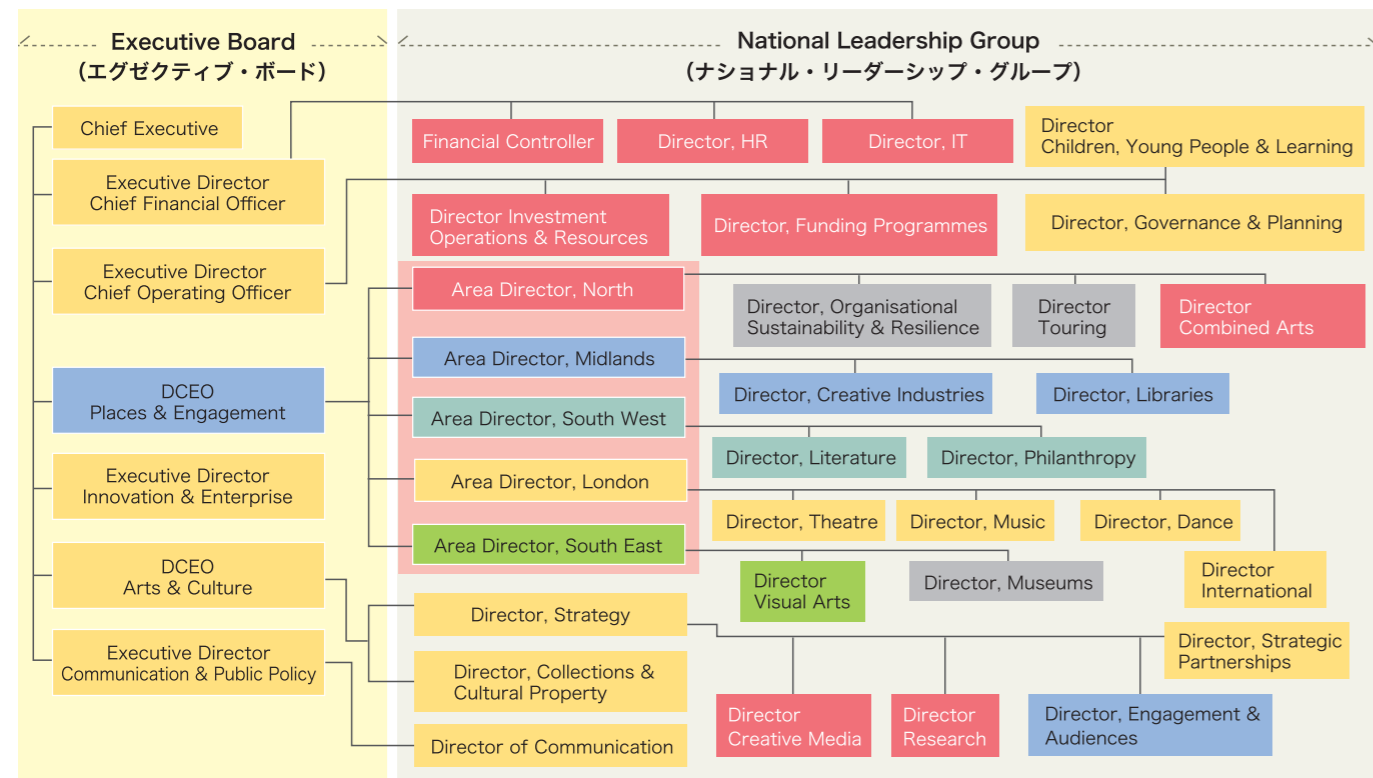 Executive Board
（エグゼクティブ・ボード）
National Leadership Group
（ナショナル・リーダーシップ・グループ）
Chief Executive
Executive Director
Chief Financial Officer
Executive Director
Chief Operating Officer
DCEO
Places & Engagement
Executive Director
Innovation & Enterprise
DCEO
Arts & Culture
Executive Director
Communication & Public Policy
Financial Controller
Director, HR
Director, IT
Director
Children, Young People & Learning
Director Investment
Operations & Resources
Director, Funding Programmes
Director, Governance & Planning
Area Director, North
Director, Organisational
Sustainability & Resilience
Director
Touring
Director
Combined Arts
Area Director, Midlands
Director, Creative Industries
Director, Libraries
Area Director, South West
Director, Literature
Director, Philanthropy
Area Director, London
Director, Theatre
Director, Music
Director, Dance
Director
International
Area Director, South East
Director
Visual Arts
Director, Museums
Director, Strategy
Director, Strategic
Partnerships
Director, Collections &
Cultural Property
Director
Creative Media
Director
Research
Director, Engagement &
Audiences
Director of Communication